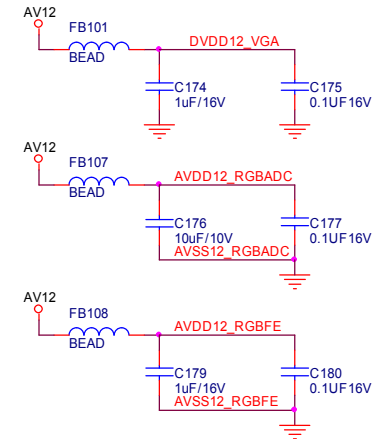 AV12
FB101
BEAD
DVDD12_VGA
C174
1uF/16V
C175
0.1UF16V
AV12
FB107
BEAD
AVDD12_RGBADC
C176
10uF/10V
C177
0.1UF16V
AVSS12_RGBADC
AV12
FB108
BEAD
AVDD12_RGBFE
C179
1uF/16V
C180
0.1UF16V
AVSS12_RGBFE